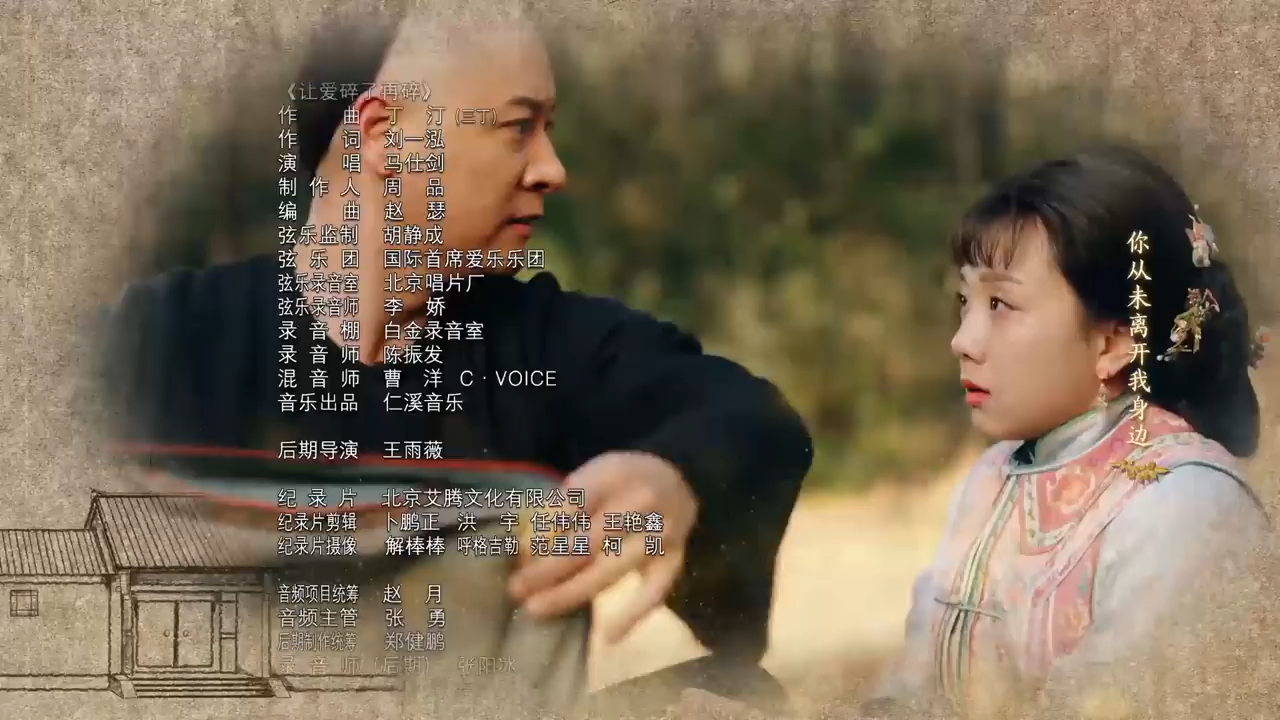 《让爱碎了再碎》
作曲 丁汀（三丁）
作词 刘一泓
演唱 马仕剑
制作人 周品
编曲 赵瑟
弦乐监制 胡静成
弦乐团 国际首席爱乐乐团
弦乐录音室 北京唱片厂
弦乐录音师 李娇
录音棚 白金录音室
录音师 陈振发
混音师 曹洋 C·VOICE
音乐出品 仁溪音乐
后期导演 王雨薇
纪录片 北京艾腾文化有限公司
纪录片剪辑 卜鹏正 洪宇 任伟伟 王艳鑫
纪录片摄像 解棒棒 呼格吉勒 范星星 柯凯
音频项目统筹 赵月
音频主管 张勇
后期制作统筹 郑健鹏
录音师（后期） 张阳冰
你从未离开我身边